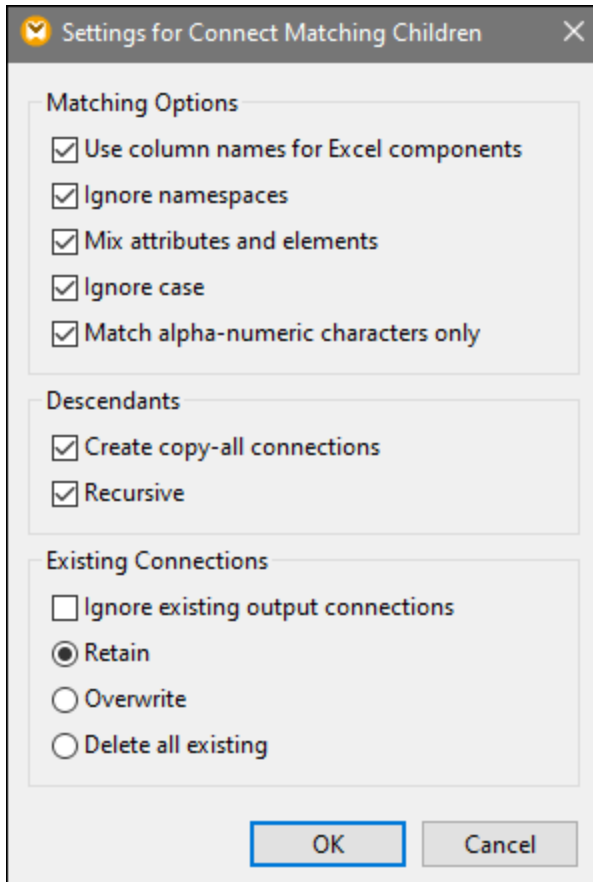 Settings for Connect Matching Children
Matching Options
Use column names for Excel components
Ignore namespaces
Mix attributes and elements
Ignore case
Match alpha-numeric characters only
Descendants
Create copy-all connections
Recursive
Existing Connections
Ignore existing output connections
Retain
Overwrite
Delete all existing
OK Cancel